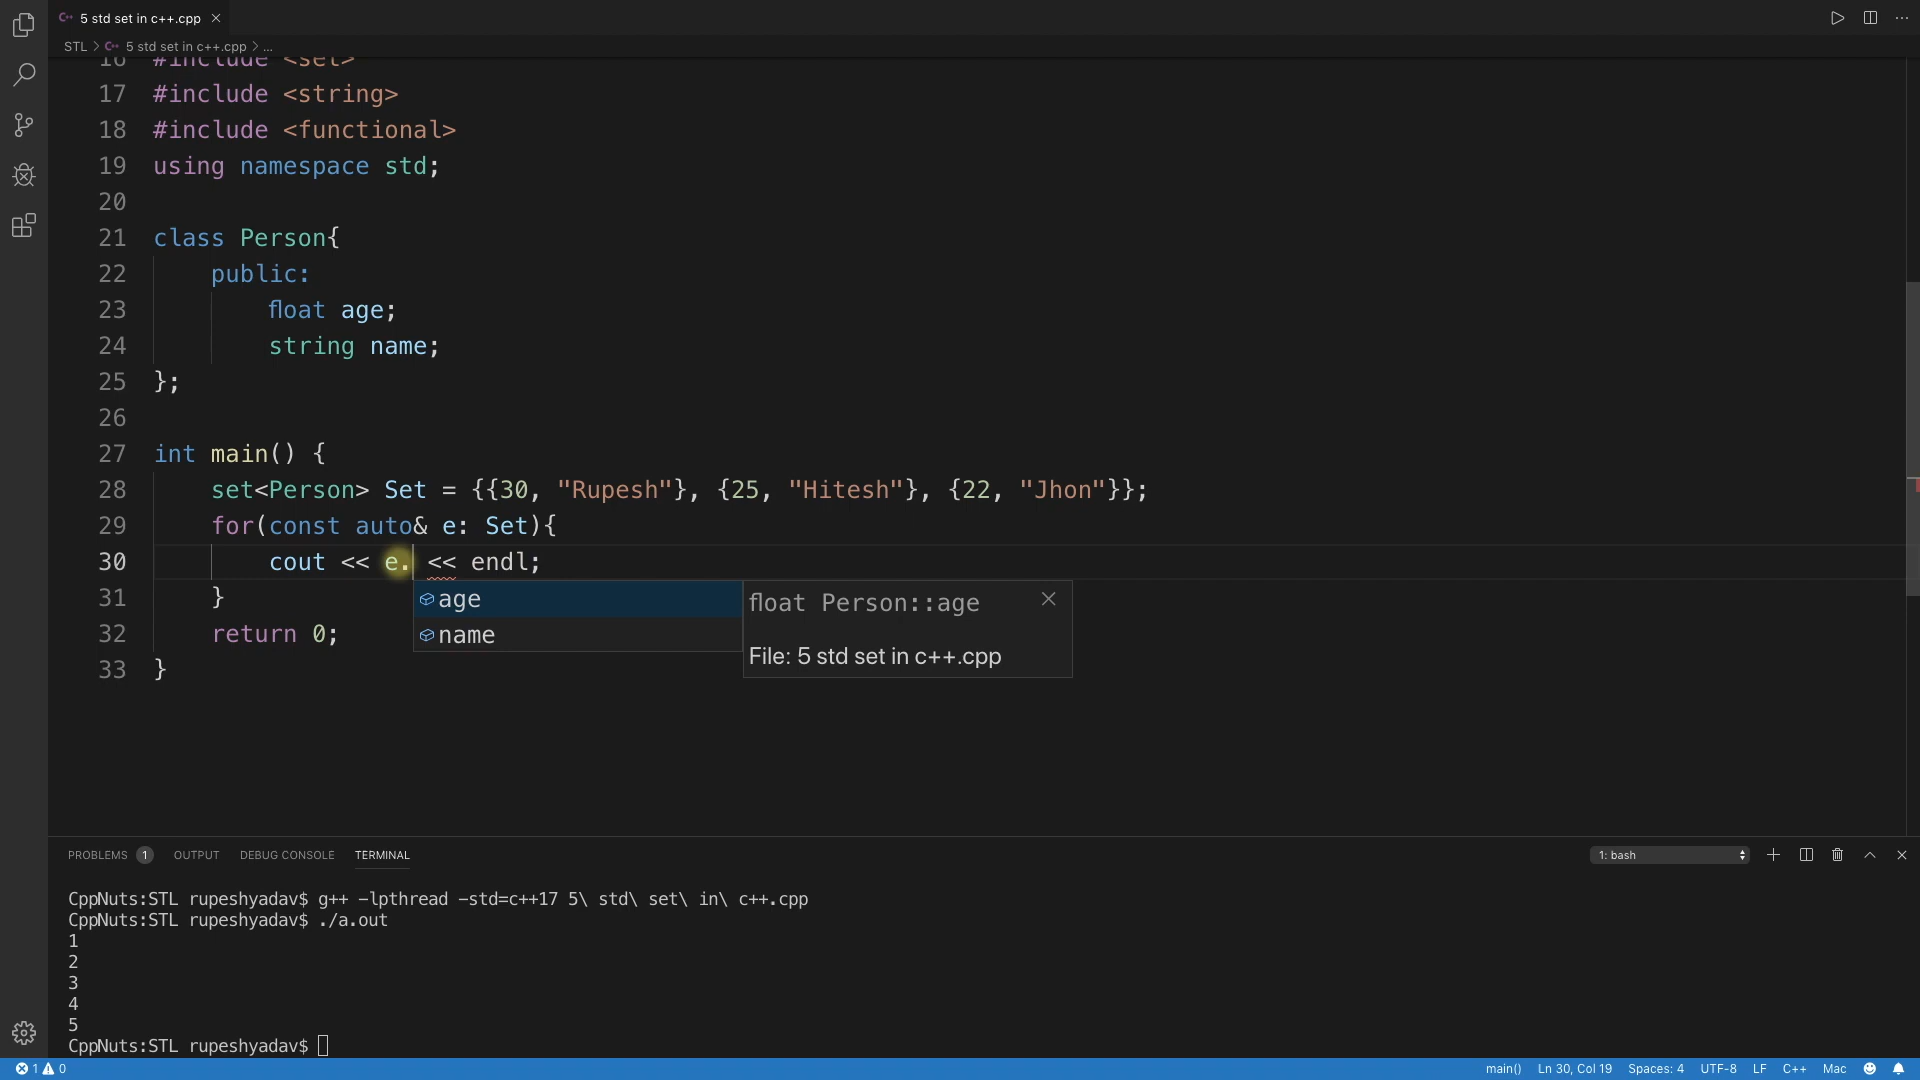 5 std set in c++.cpp
STL > 5 std set in c++.cpp > ...
16 #include <set>
17 #include <string>
18 #include <functional>
19 using namespace std;
20
21 class Person{
22 public:
23 float age;
24 string name;
25 };
26
27 int main() {
28 set<Person> Set = {{30, "Rupesh"}, {25, "Hitesh"}, {22, "Jhon"}};
29 for(const auto& e: Set){
30 cout << e. << endl;
31 }
32 return 0;
33 }
age
name
float Person::age
File: 5 std set in c++.cpp
PROBLEMS 1 OUTPUT DEBUG CONSOLE TERMINAL 1: bash
CppNuts:STL rupeshyadav$ g++ -lpthread -std=c++17 5\ std\ set\ in\ c++.cpp
CppNuts:STL rupeshyadav$ ./a.out
1
2
3
4
5
CppNuts:STL rupeshyadav$
1 0 main() Ln 30, Col 19 Spaces: 4 UTF-8 LF C++ Mac